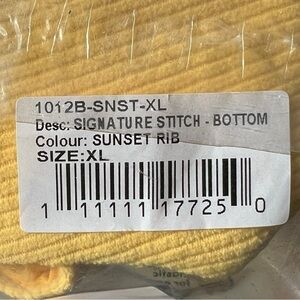 1012B-SNST-XL
Desc: SIGNATURE STITCH - BOTTOM
Colour: SUNSET RIB
SIZE:XL
1 11111 17725 0